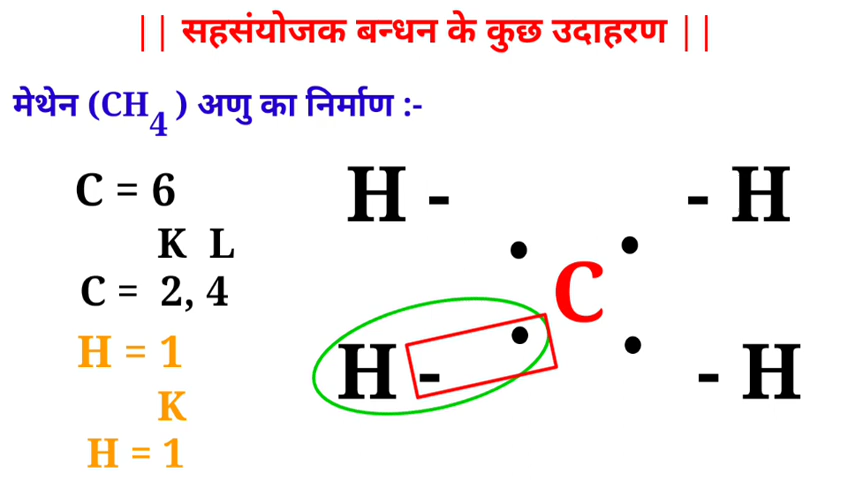 || सहसंयोजक बन्धन के कुछ उदाहरण ||
मेथेन (CH4) अणु का निर्माण :-
C = 6
K L
C = 2, 4
H = 1
K
H = 1
H - - H
C
H - - H